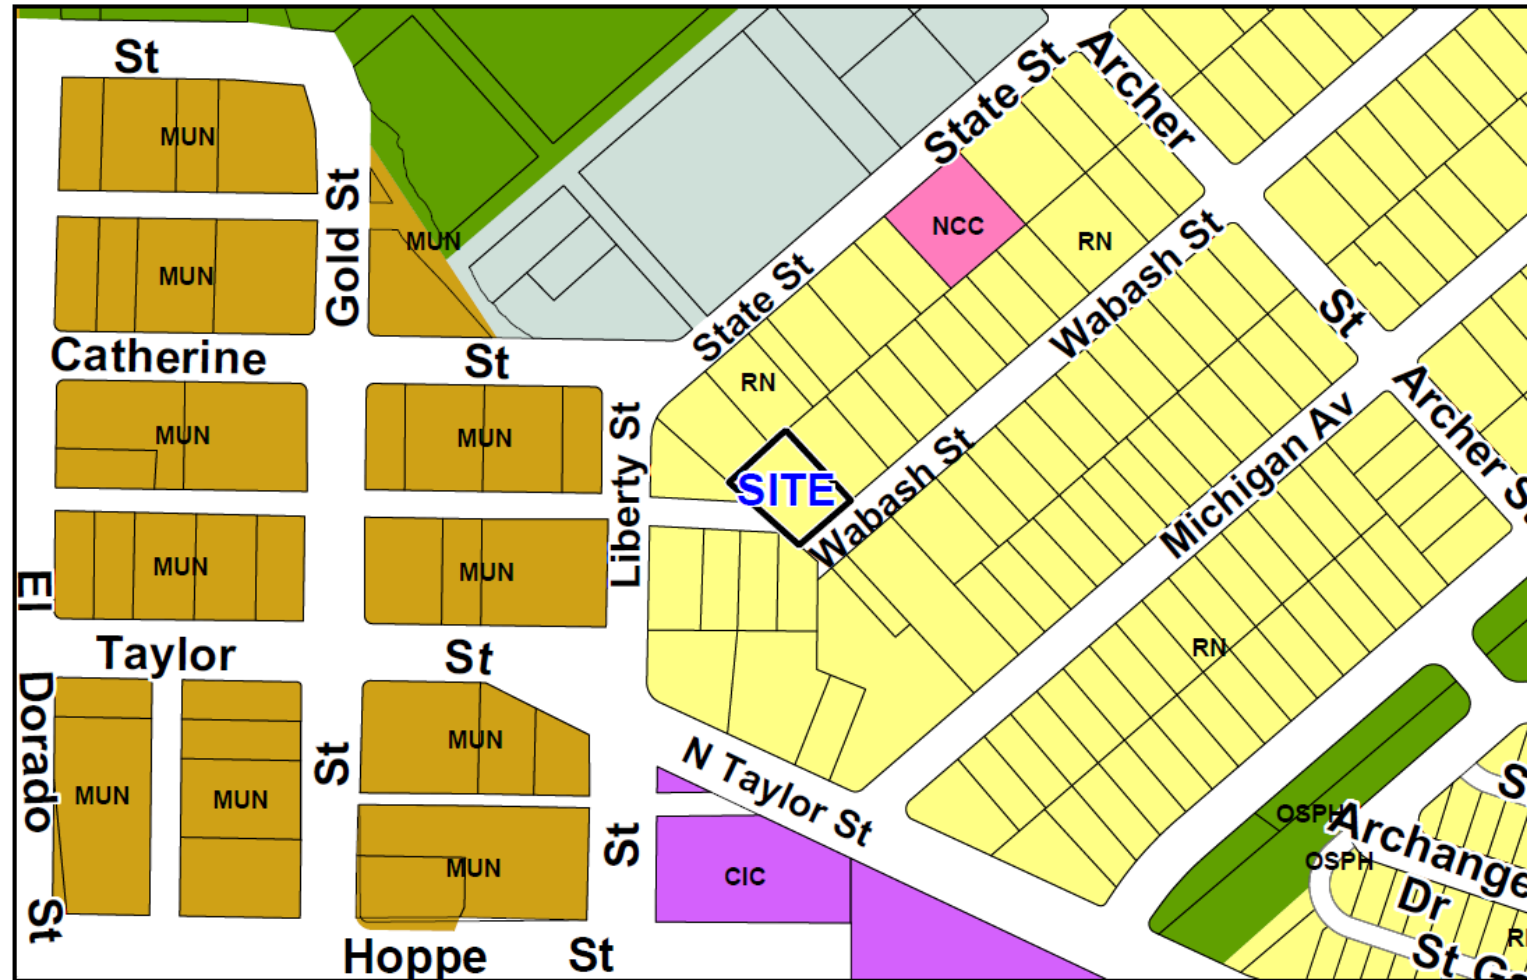 St
Archer
State St
MUN
Gold St
NCC
RN
MUN
Wabash St
MUN
State St
St
Catherine
St
RN
Archer S
Michigan Av
MUN
MUN
Liberty St
Wabash St
SITE
MUN
MUN
El
RN
Taylor
St
Dorado
MUN
N Taylor St
St
MUN
MUN
S
OSPH
Archange
OSPH
St
MUN
CIC
Dr
St
R
Hoppe
St
St Ga